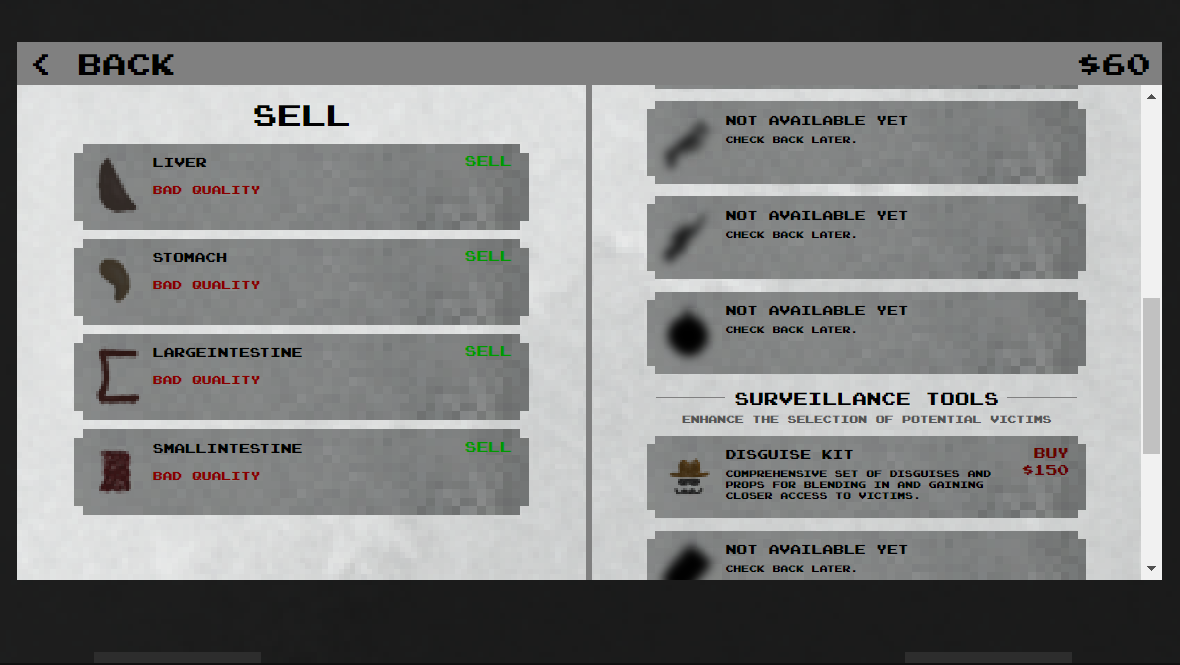 < BACK
$60
SELL
LIVER
SELL
BAD QUALITY
STOMACH
SELL
BAD QUALITY
LARGEINTESTINE
SELL
BAD QUALITY
SMALLINTESTINE
SELL
BAD QUALITY
NOT AVAILABLE YET
CHECK BACK LATER.
NOT AVAILABLE YET
CHECK BACK LATER.
NOT AVAILABLE YET
CHECK BACK LATER.
SURVEILLANCE TOOLS
ENHANCE THE SELECTION OF POTENTIAL VICTIMS
DISGUISE KIT
BUY
$150
COMPREHENSIVE SET OF DISGUISES AND
PROPS FOR BLENDING IN AND GAINING
CLOSER ACCESS TO VICTIMS.
NOT AVAILABLE YET
CHECK BACK LATER.